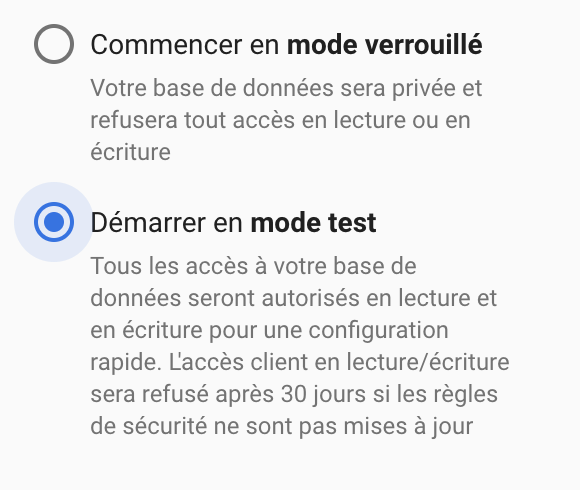 Commencer en mode verrouillé
Votre base de données sera privée et
refusera tout accès en lecture ou en
écriture
Démarrer en mode test
Tous les accès à votre base de
données seront autorisés en lecture et
en écriture pour une configuration
rapide. L'accès client en lecture/écriture
sera refusé après 30 jours si les règles
de sécurité ne sont pas mises à jour